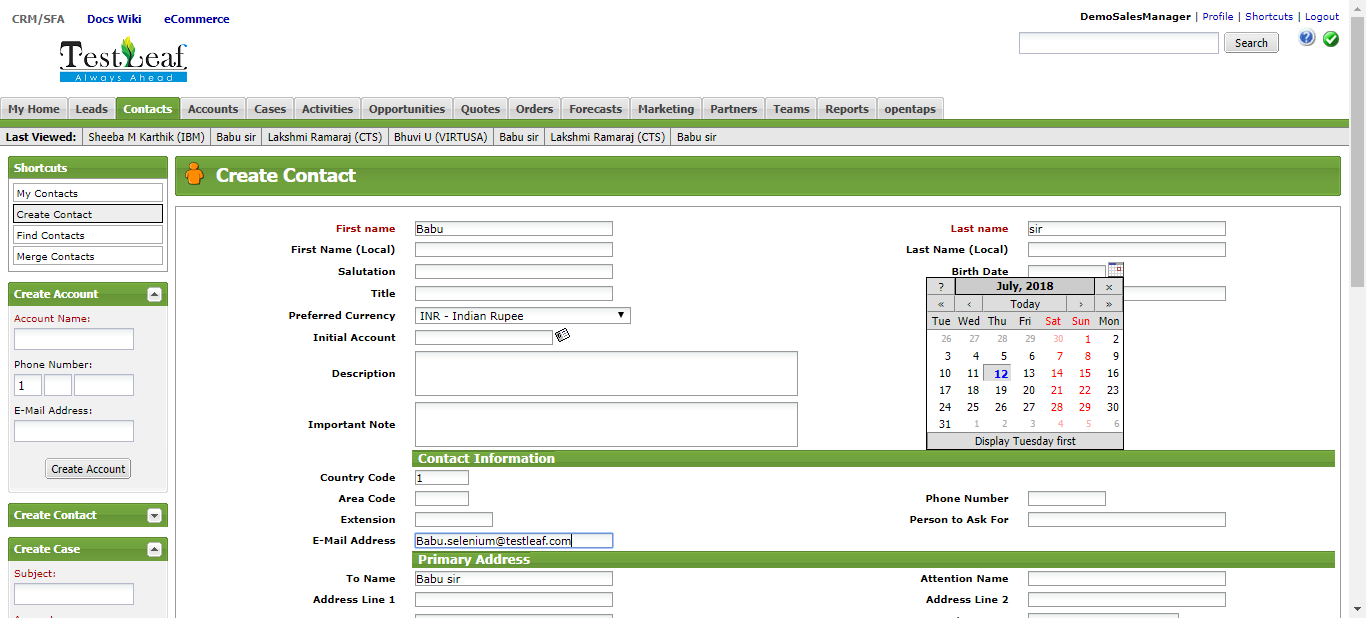 CRM/SFA Docs Wiki eCommerce
DemoSalesManager | Profile | Shortcuts | Logout
TestLeaf
Always Ahead
Search
?
My Home Leads Contacts Accounts Cases Activities Opportunities Quotes Orders Forecasts Marketing Partners Teams Reports opentaps
Last Viewed: Sheeba M Karthik (IBM) Babu sir Lakshmi Ramaraj (CTS) Bhuvi U (VIRTUSA) Babu sir Lakshmi Ramaraj (CTS) Babu sir
Shortcuts
My Contacts
Create Contact
Find Contacts
Merge Contacts
Create Account
Account Name:
Phone Number:
1
E-Mail Address:
Create Account
Create Contact
Create Case
Subject:
Create Contact
First name Babu
Last name sir
First Name (Local)
Last Name (Local)
Salutation
Birth Date
Title
Preferred Currency INR - Indian Rupee
Initial Account
Description
Important Note
? July, 2018 ×
« ‹ Today › »
Tue Wed Thu Fri Sat Sun Mon
26 27 28 29 30 1 2
3 4 5 6 7 8 9
10 11 12 13 14 15 16
17 18 19 20 21 22 23
24 25 26 27 28 29 30
31 1 2 3 4 5 6
Display Tuesday first
Contact Information
Country Code 1
Area Code
Phone Number
Extension
Person to Ask For
E-Mail Address Babu.selenium@testleaf.com
Primary Address
To Name Babu sir
Attention Name
Address Line 1
Address Line 2